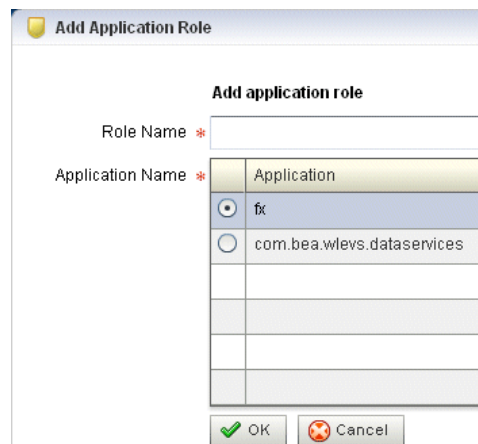 Add Application Role
Add application role
Role Name *
Application Name *
Application
fx
com.bea.wlevs.dataservices
OK
Cancel